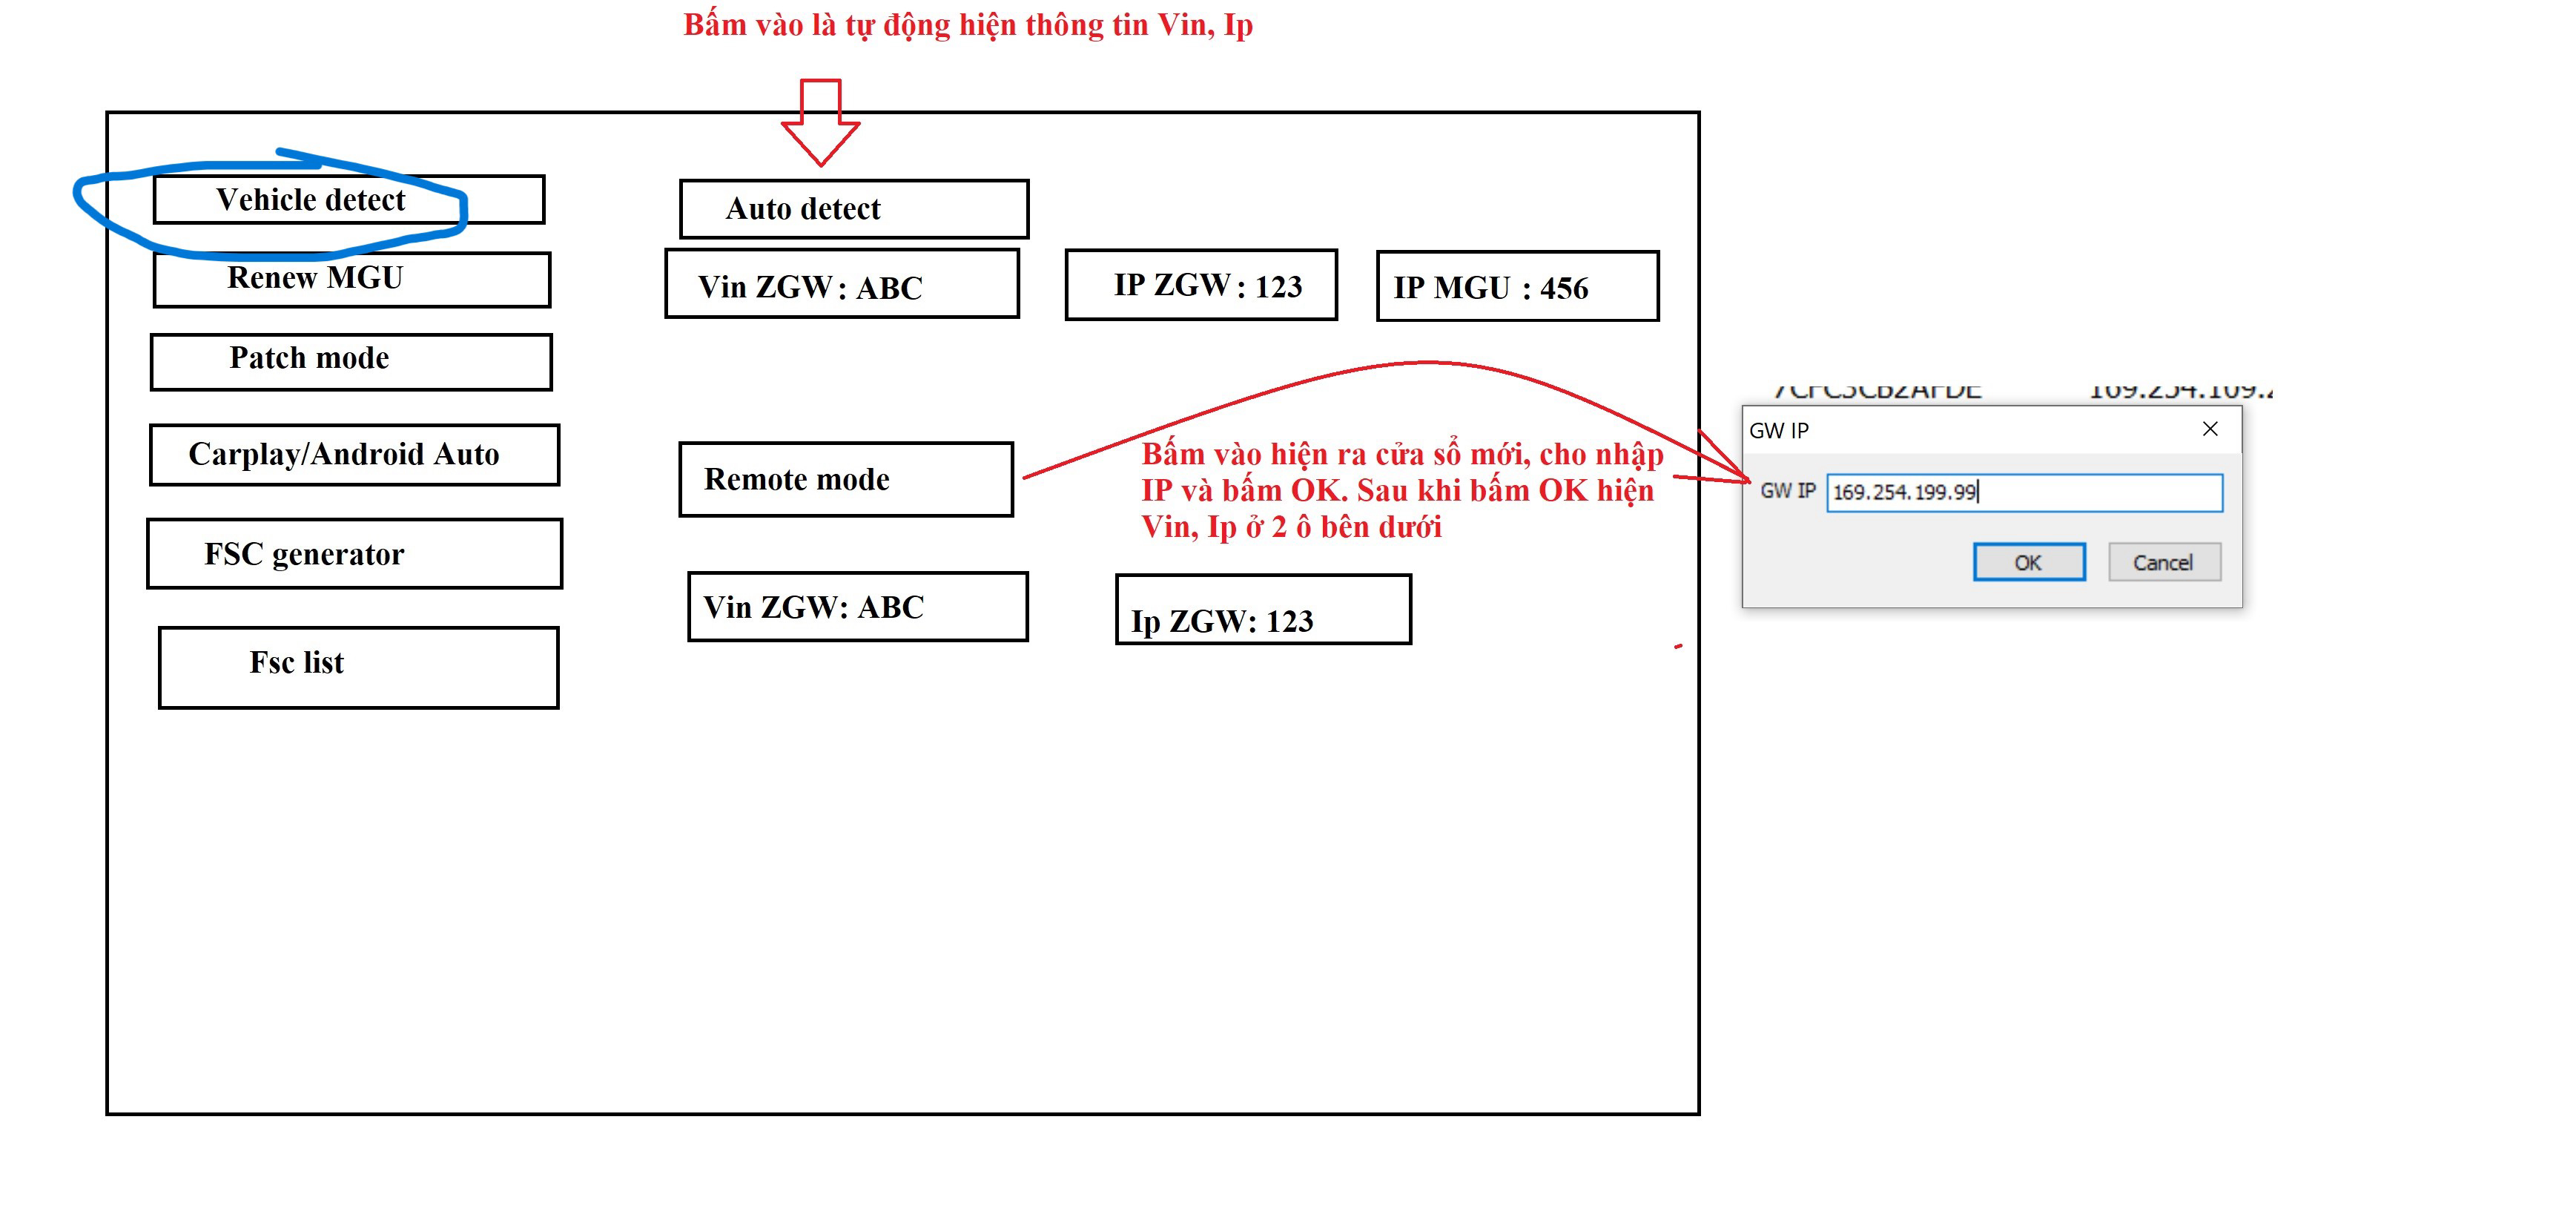 Bấm vào là tự động hiện thông tin Vin, Ip
Vehicle detect
Auto detect
Renew MGU
Vin ZGW : ABC
IP ZGW : 123
IP MGU : 456
Patch mode
Carplay/Android Auto
Remote mode
Bấm vào hiện ra cửa sổ mới, cho nhập
IP và bấm OK. Sau khi bấm OK hiện
Vin, Ip ở 2 ô bên dưới
GW IP
GW IP 169.254.199.99
OK Cancel
FSC generator
Vin ZGW: ABC
Ip ZGW: 123
Fsc list